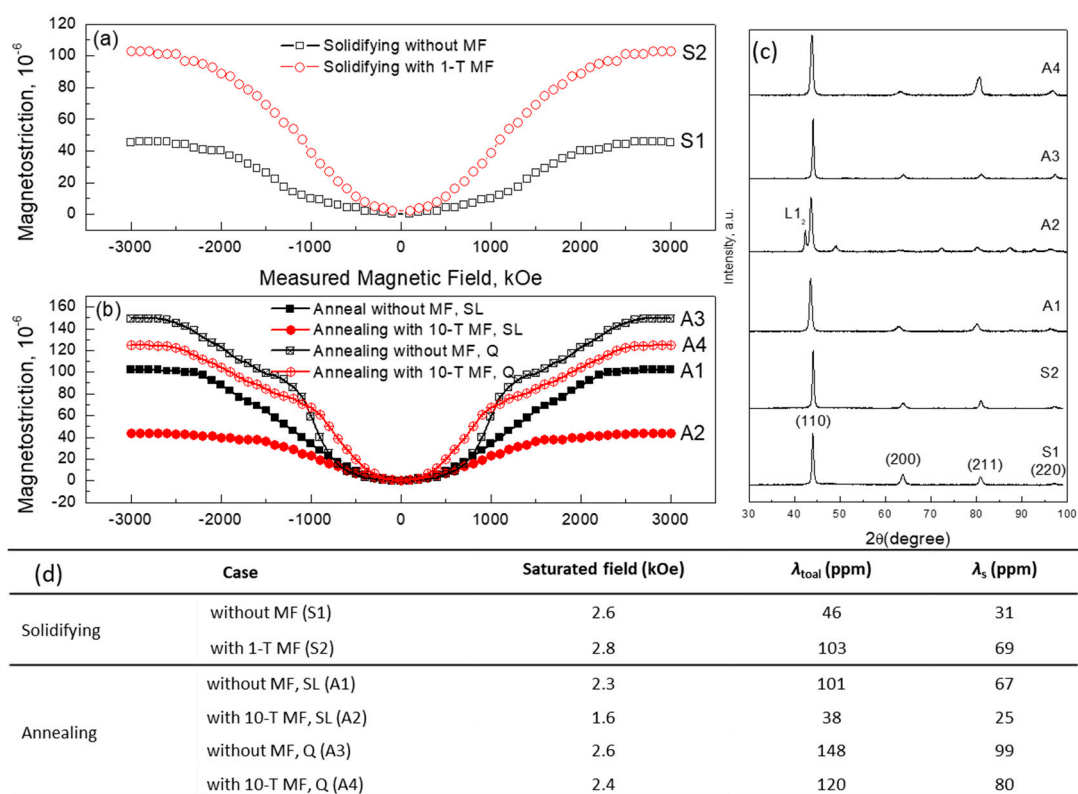 (a)
Solidifying without MF
Solidifying with 1-T MF
S2
S1
Magnetostriction, 10-6
120
100
80
60
40
20
0
-3000 -2000 -1000 0 1000 2000 3000
Measured Magnetic Field, kOe
(b)
Anneal without MF, SL
Annealing with 10-T MF, SL
Annealing without MF, Q
Annealing with 10-T MF, Q
A3
A4
A1
A2
Magnetostriction, 10-6
160
140
120
100
80
60
40
20
0
-20
-3000 -2000 -1000 0 1000 2000 3000
(c)
A4
A3
L12
A2
A1
S2
(110)
S1
(200) (211) (220)
Intensity, a.u.
30 40 50 60 70 80 90 100
2θ(degree)
(d) Case Saturated field (kOe) λtoal (ppm) λs (ppm)
Solidifying
without MF (S1) 2.6 46 31
with 1-T MF (S2) 2.8 103 69
Annealing
without MF, SL (A1) 2.3 101 67
with 10-T MF, SL (A2) 1.6 38 25
without MF, Q (A3) 2.6 148 99
with 10-T MF, Q (A4) 2.4 120 80